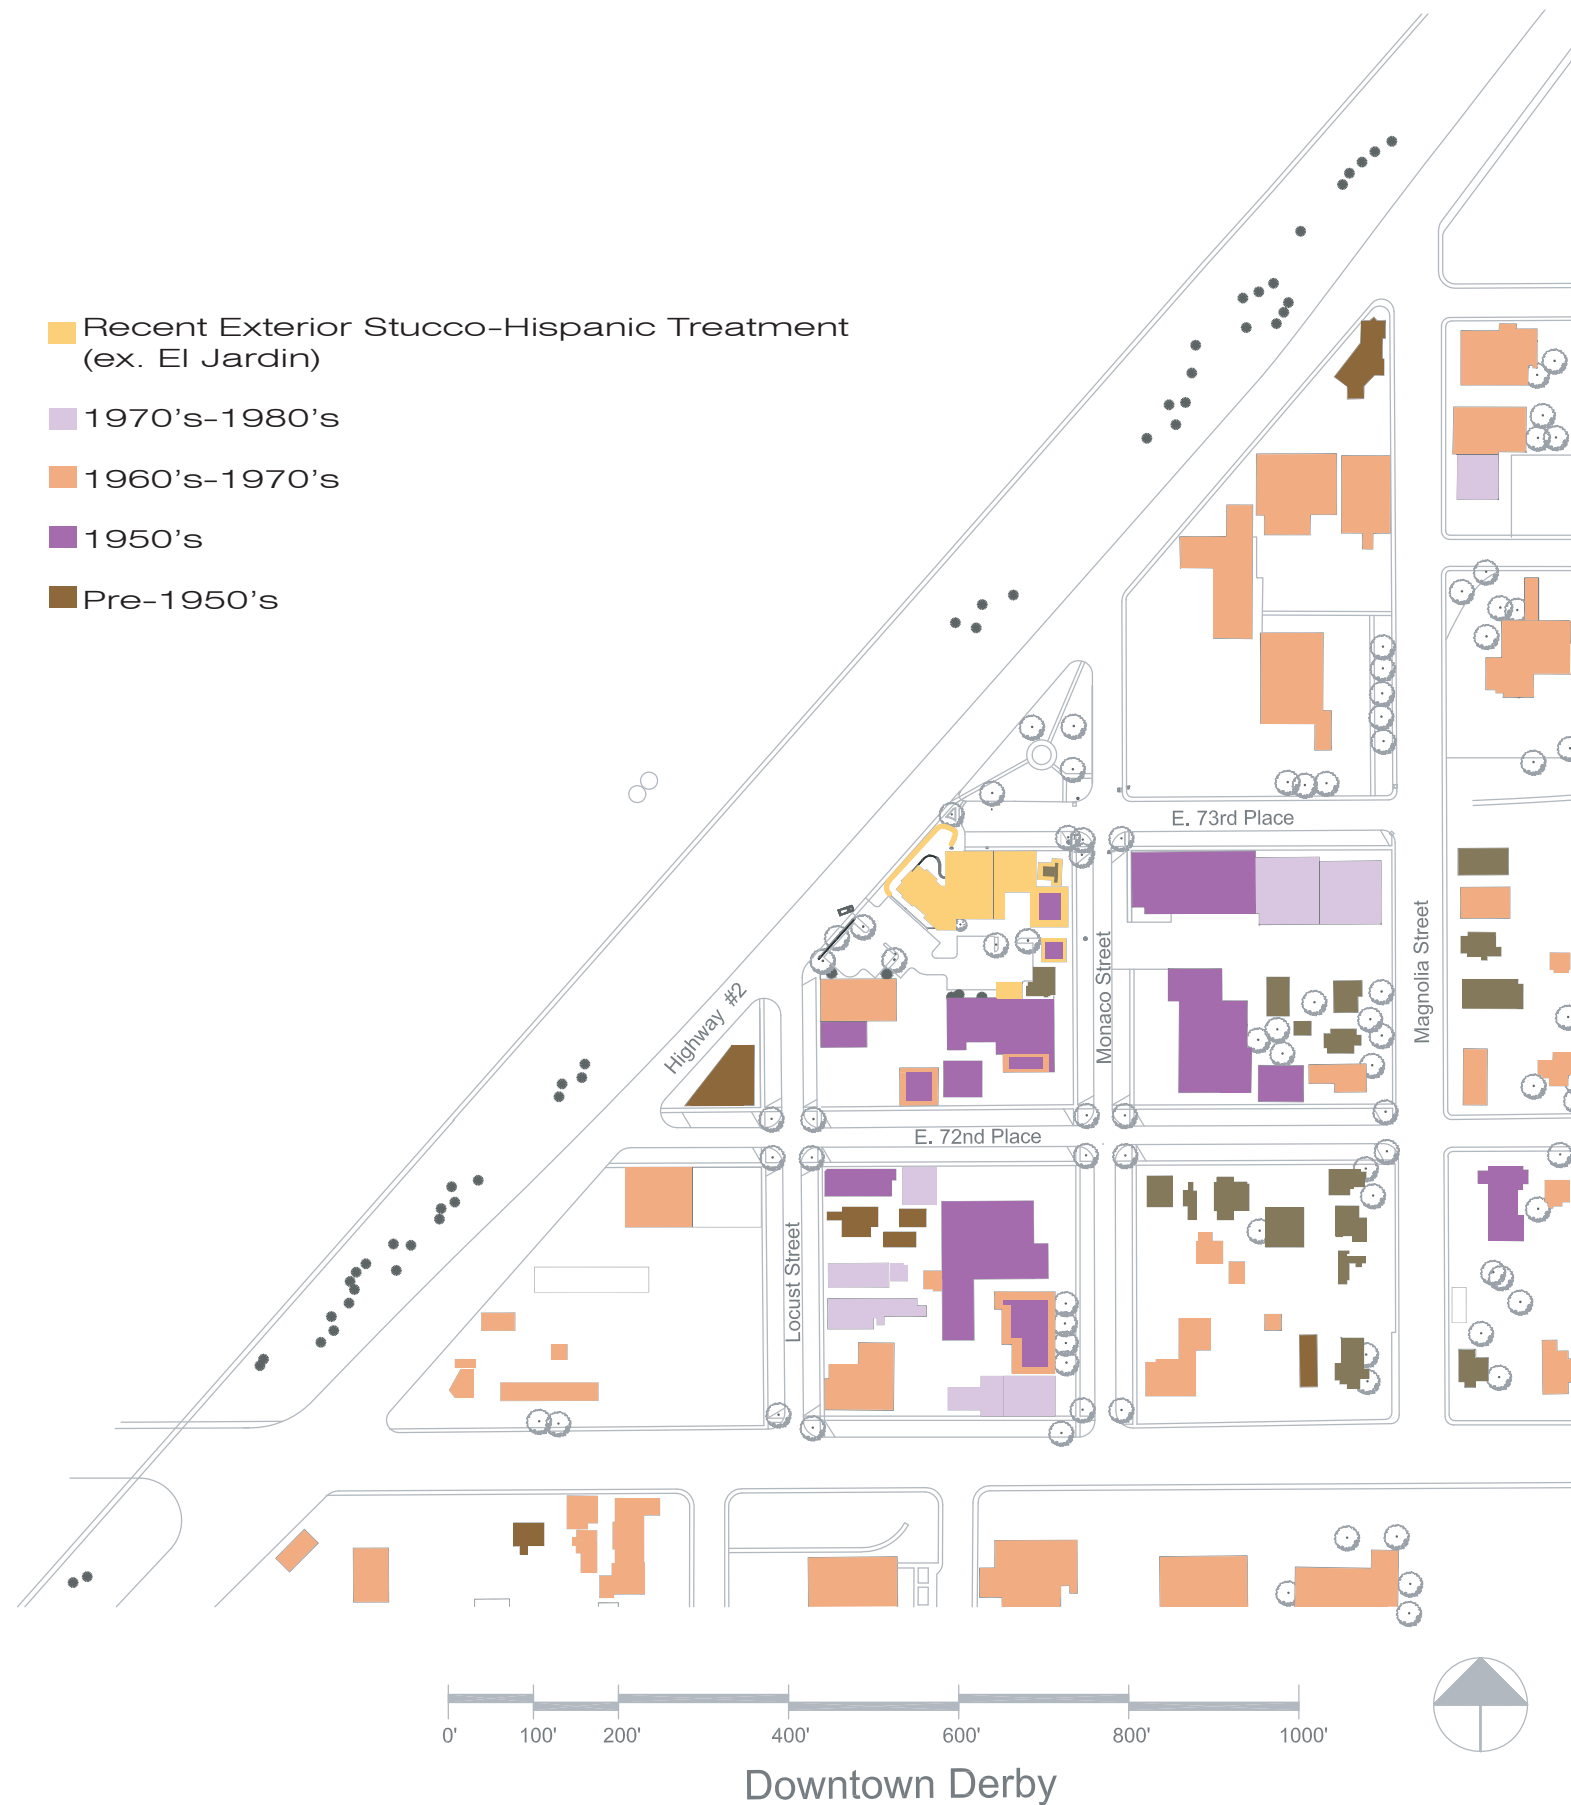 Recent Exterior Stucco-Hispanic Treatment
(ex. El Jardin)
1970's-1980's
1960's-1970's
1950's
Pre-1950's
E. 73rd Place
Magnolia Street
Monaco Street
Highway #2
E. 72nd Place
Locust Street
0' 100' 200' 400' 600' 800' 1000'
Downtown Derby